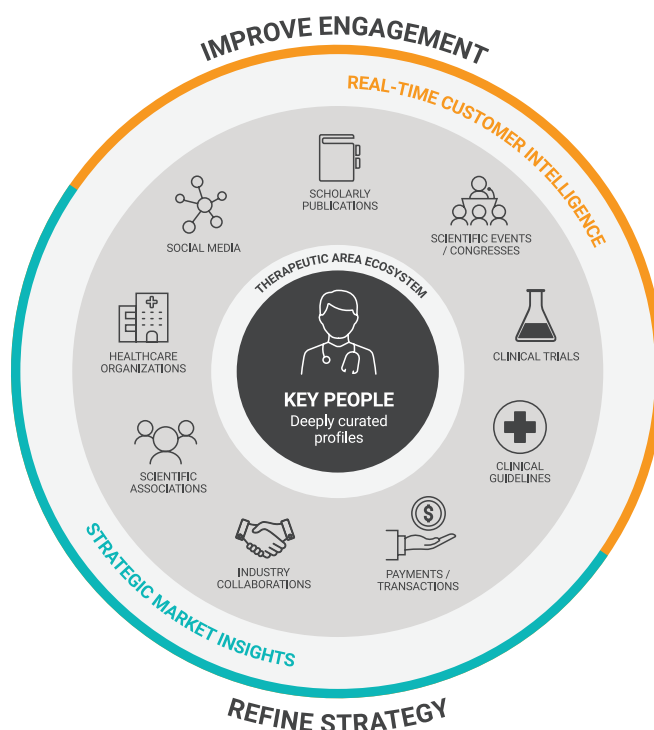 IMPROVE ENGAGEMENT
REAL-TIME CUSTOMER INTELLIGENCE
SCHOLARLY
PUBLICATIONS
SOCIAL MEDIA
SCIENTIFIC EVENTS
/ CONGRESSES
THERAPEUTIC AREA ECOSYSTEM
HEALTHCARE
ORGANIZATIONS
CLINICAL TRIALS
KEY PEOPLE
Deeply curated
profiles
SCIENTIFIC
ASSOCIATIONS
CLINICAL
GUIDELINES
$
INDUSTRY
COLLABORATIONS
PAYMENTS /
TRANSACTIONS
STRATEGIC MARKET INSIGHTS
REFINE STRATEGY